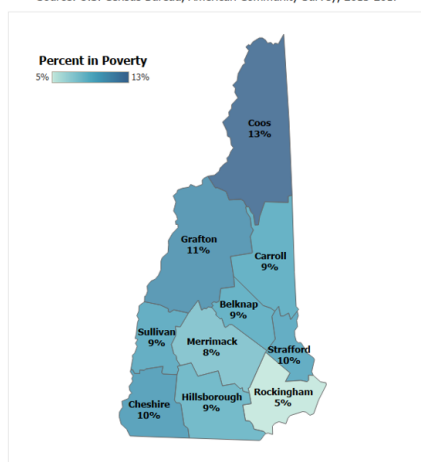 Percent in Poverty
5% 13%
Coos
13%
Grafton
11%
Carroll
9%
Belknap
9%
Sullivan
9%
Merrimack
8%
Strafford
10%
Cheshire
10%
Hillsborough
9%
Rockingham
5%